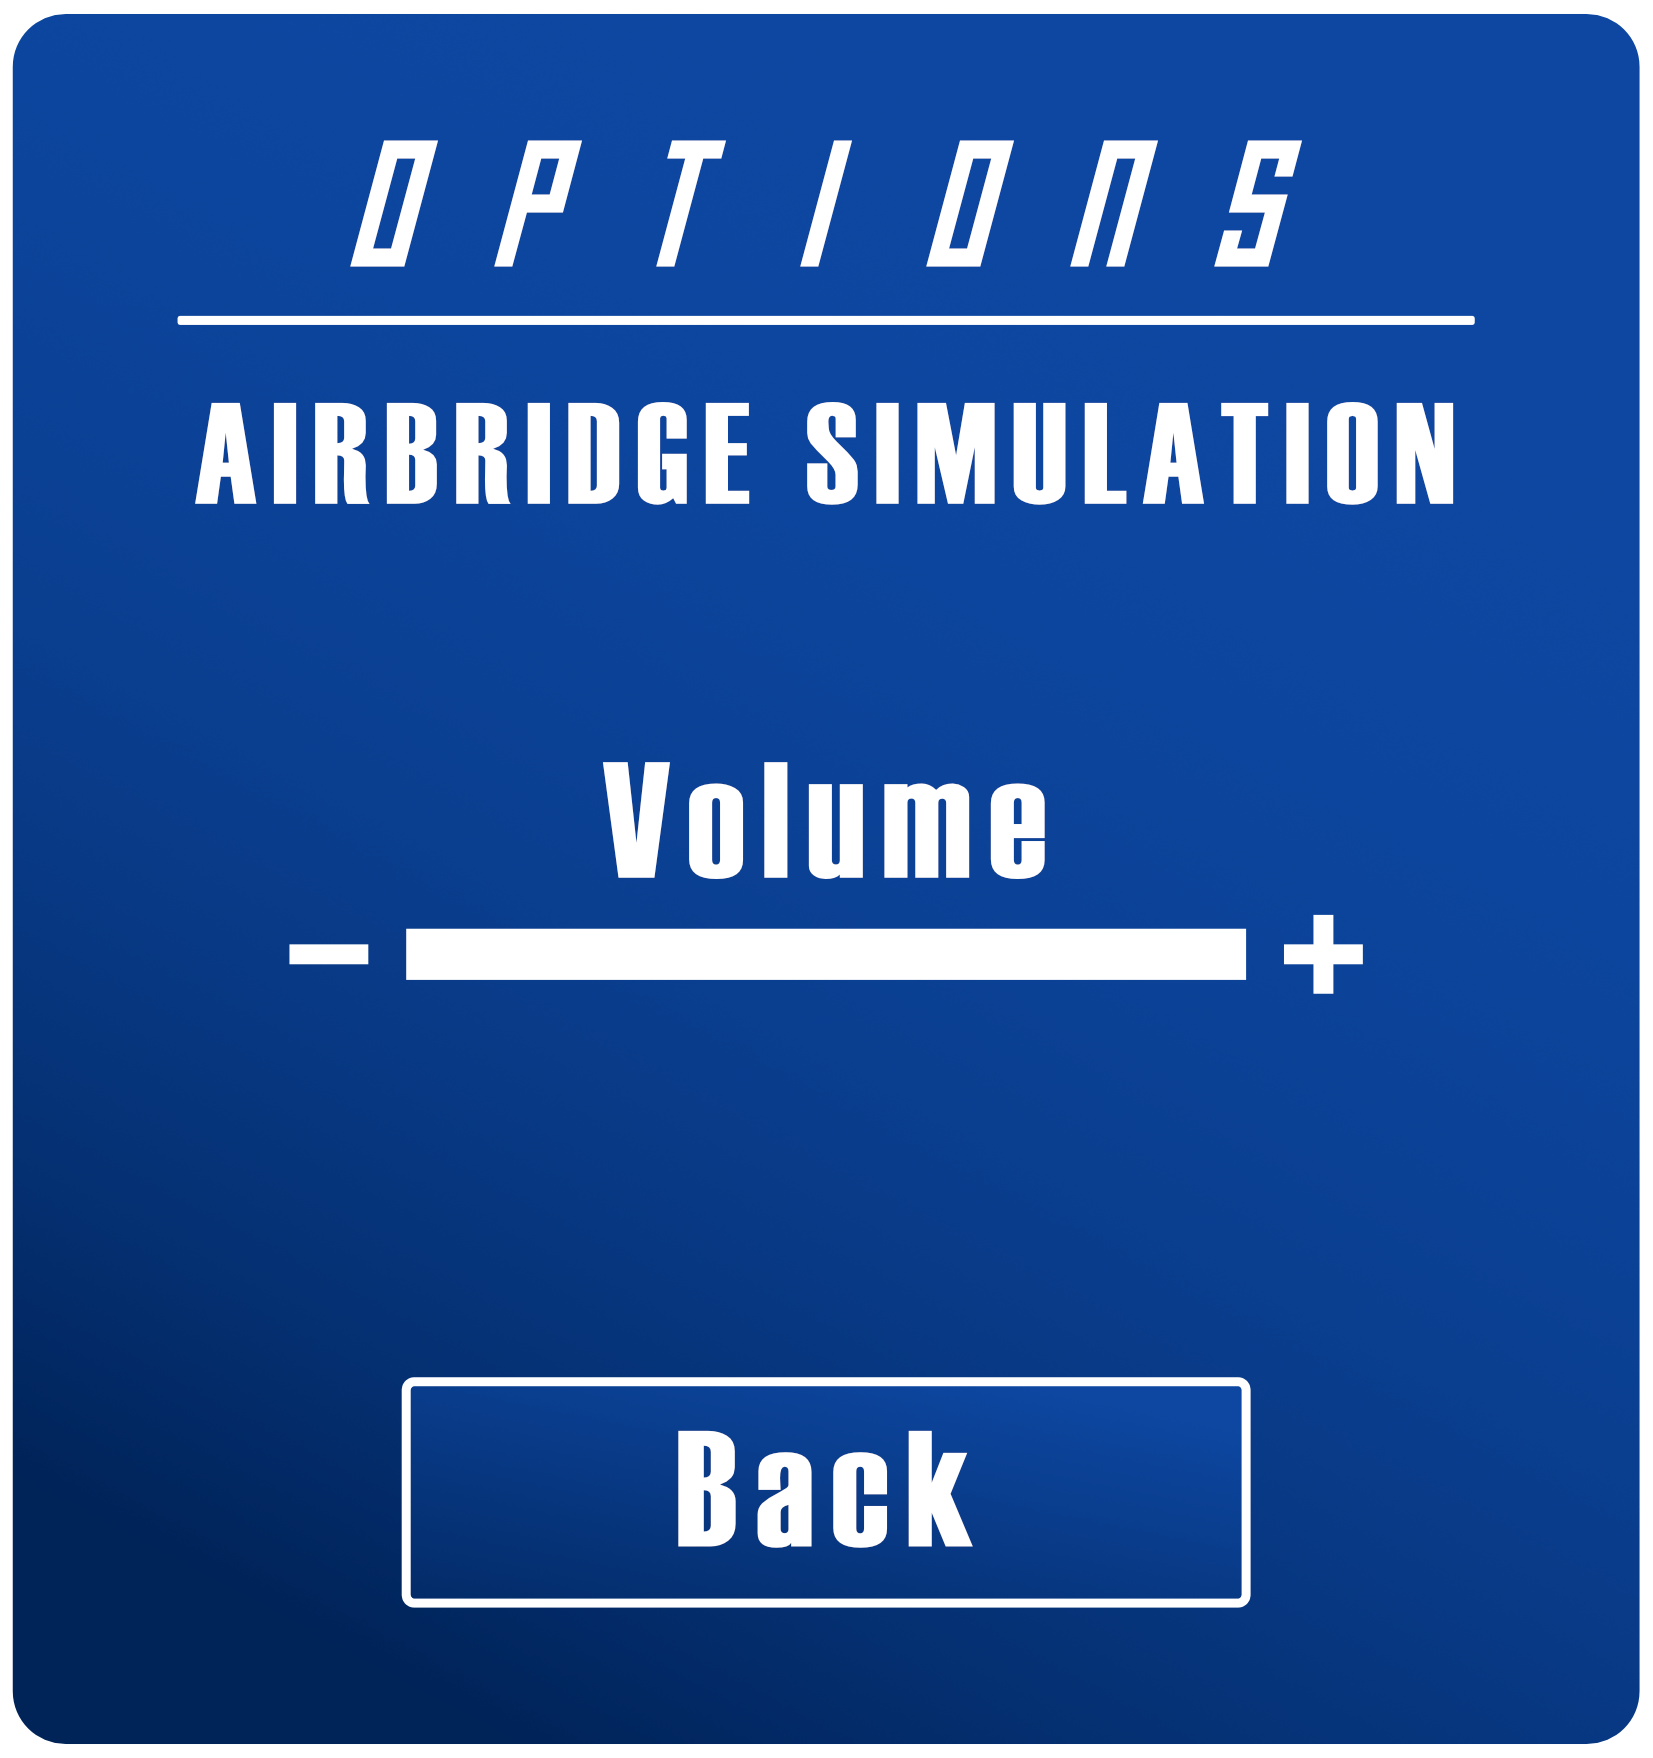 OPTIONS
AIRBRIDGE SIMULATION
Volume
− +
Back